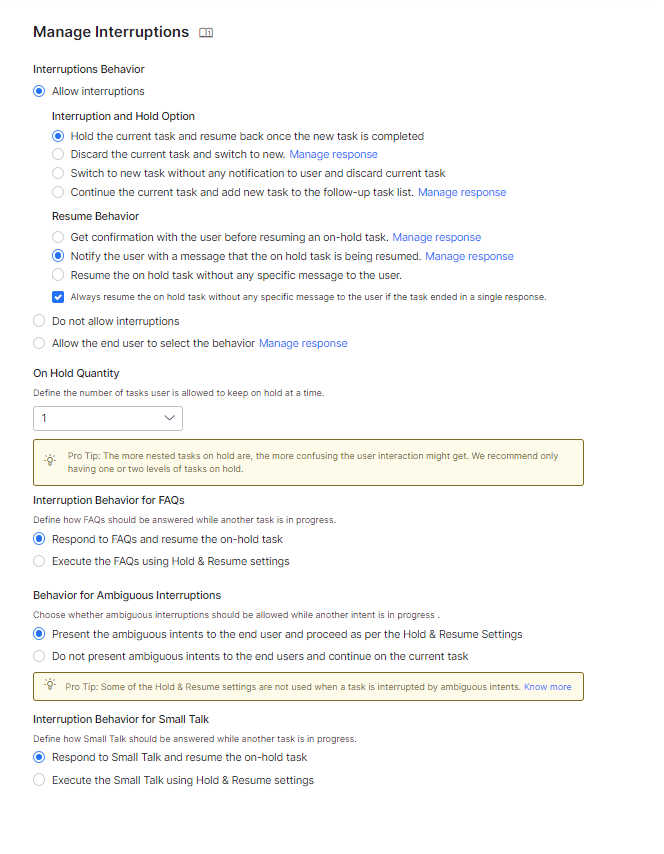 Manage Interruptions
Interruptions Behavior
Allow interruptions
Interruption and Hold Option
Hold the current task and resume back once the new task is completed
Discard the current task and switch to new. Manage response
Switch to new task without any notification to user and discard current task
Continue the current task and add new task to the follow-up task list. Manage response
Resume Behavior
Get confirmation with the user before resuming an on-hold task. Manage response
Notify the user with a message that the on hold task is being resumed. Manage response
Resume the on hold task without any specific message to the user.
Always resume the on hold task without any specific message to the user if the task ended in a single response.
Do not allow interruptions
Allow the end user to select the behavior Manage response
On Hold Quantity
Define the number of tasks user is allowed to keep on hold at a time.
1
Pro Tip: The more nested tasks on hold are, the more confusing the user interaction might get. We recommend only
having one or two levels of tasks on hold.
Interruption Behavior for FAQs
Define how FAQs should be answered while another task is in progress.
Respond to FAQs and resume the on-hold task
Execute the FAQs using Hold & Resume settings
Behavior for Ambiguous Interruptions
Choose whether ambiguous interruptions should be allowed while another intent is in progress .
Present the ambiguous intents to the end user and proceed as per the Hold & Resume Settings
Do not present ambiguous intents to the end users and continue on the current task
Pro Tip: Some of the Hold & Resume settings are not used when a task is interrupted by ambiguous intents. Know more
Interruption Behavior for Small Talk
Define how Small Talk should be answered while another task is in progress.
Respond to Small Talk and resume the on-hold task
Execute the Small Talk using Hold & Resume settings